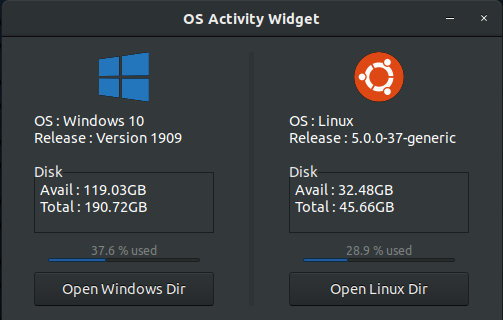 OS Activity Widget
OS : Windows 10
Release : Version 1909
Disk
Avail : 119.03GB
Total : 190.72GB
37.6 % used
Open Windows Dir
OS : Linux
Release : 5.0.0-37-generic
Disk
Avail : 32.48GB
Total : 45.66GB
28.9 % used
Open Linux Dir